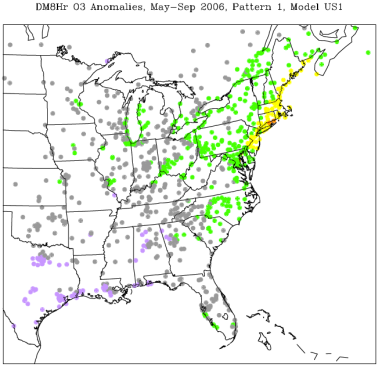 DM8Hr O3 Anomalies, May-Sep 2006, Pattern 1, Model US1